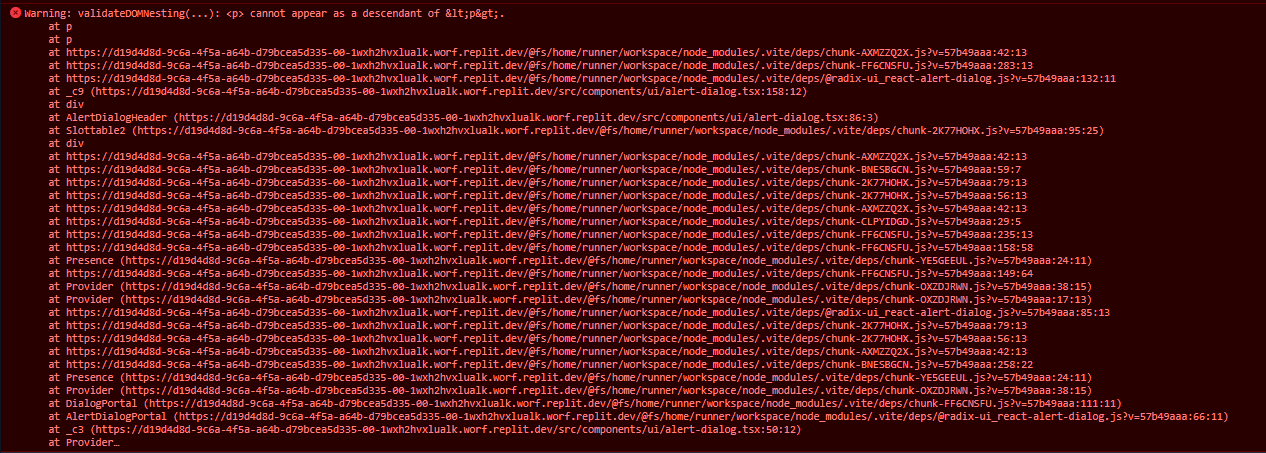 Warning: validateDOMNesting(...): <p> cannot appear as a descendant of &lt;p&gt;.
at p
at p
at https://d19d4d8d-9c6a-4f5a-a64b-d79bcea5d335-00-1wxh2hvxlualk.worf.replit.dev/@fs/home/runner/workspace/node_modules/.vite/deps/chunk-AXMZZQ2X.js?v=57b49aaa:42:13
at https://d19d4d8d-9c6a-4f5a-a64b-d79bcea5d335-00-1wxh2hvxlualk.worf.replit.dev/@fs/home/runner/workspace/node_modules/.vite/deps/chunk-FF6CNSFU.js?v=57b49aaa:283:13
at https://d19d4d8d-9c6a-4f5a-a64b-d79bcea5d335-00-1wxh2hvxlualk.worf.replit.dev/@fs/home/runner/workspace/node_modules/.vite/deps/@radix-ui_react-alert-dialog.js?v=57b49aaa:132:11
at _c9 (https://d19d4d8d-9c6a-4f5a-a64b-d79bcea5d335-00-1wxh2hvxlualk.worf.replit.dev/src/components/ui/alert-dialog.tsx:158:12)
at div
at AlertDialogHeader (https://d19d4d8d-9c6a-4f5a-a64b-d79bcea5d335-00-1wxh2hvxlualk.worf.replit.dev/src/components/ui/alert-dialog.tsx:86:3)
at Slottable2 (https://d19d4d8d-9c6a-4f5a-a64b-d79bcea5d335-00-1wxh2hvxlualk.worf.replit.dev/@fs/home/runner/workspace/node_modules/.vite/deps/chunk-2K77HOHX.js?v=57b49aaa:95:25)
at div
at https://d19d4d8d-9c6a-4f5a-a64b-d79bcea5d335-00-1wxh2hvxlualk.worf.replit.dev/@fs/home/runner/workspace/node_modules/.vite/deps/chunk-AXMZZQ2X.js?v=57b49aaa:42:13
at https://d19d4d8d-9c6a-4f5a-a64b-d79bcea5d335-00-1wxh2hvxlualk.worf.replit.dev/@fs/home/runner/workspace/node_modules/.vite/deps/chunk-BNESBGCN.js?v=57b49aaa:59:7
at https://d19d4d8d-9c6a-4f5a-a64b-d79bcea5d335-00-1wxh2hvxlualk.worf.replit.dev/@fs/home/runner/workspace/node_modules/.vite/deps/chunk-2K77HOHX.js?v=57b49aaa:79:13
at https://d19d4d8d-9c6a-4f5a-a64b-d79bcea5d335-00-1wxh2hvxlualk.worf.replit.dev/@fs/home/runner/workspace/node_modules/.vite/deps/chunk-2K77HOHX.js?v=57b49aaa:56:13
at https://d19d4d8d-9c6a-4f5a-a64b-d79bcea5d335-00-1wxh2hvxlualk.worf.replit.dev/@fs/home/runner/workspace/node_modules/.vite/deps/chunk-AXMZZQ2X.js?v=57b49aaa:42:13
at https://d19d4d8d-9c6a-4f5a-a64b-d79bcea5d335-00-1wxh2hvxlualk.worf.replit.dev/@fs/home/runner/workspace/node_modules/.vite/deps/chunk-CLPYIDGD.js?v=57b49aaa:29:5
at https://d19d4d8d-9c6a-4f5a-a64b-d79bcea5d335-00-1wxh2hvxlualk.worf.replit.dev/@fs/home/runner/workspace/node_modules/.vite/deps/chunk-FF6CNSFU.js?v=57b49aaa:235:13
at https://d19d4d8d-9c6a-4f5a-a64b-d79bcea5d335-00-1wxh2hvxlualk.worf.replit.dev/@fs/home/runner/workspace/node_modules/.vite/deps/chunk-FF6CNSFU.js?v=57b49aaa:158:58
at Presence (https://d19d4d8d-9c6a-4f5a-a64b-d79bcea5d335-00-1wxh2hvxlualk.worf.replit.dev/@fs/home/runner/workspace/node_modules/.vite/deps/chunk-YE5GEEUL.js?v=57b49aaa:24:11)
at https://d19d4d8d-9c6a-4f5a-a64b-d79bcea5d335-00-1wxh2hvxlualk.worf.replit.dev/@fs/home/runner/workspace/node_modules/.vite/deps/chunk-FF6CNSFU.js?v=57b49aaa:149:64
at Provider (https://d19d4d8d-9c6a-4f5a-a64b-d79bcea5d335-00-1wxh2hvxlualk.worf.replit.dev/@fs/home/runner/workspace/node_modules/.vite/deps/chunk-OXZDJRWN.js?v=57b49aaa:38:15)
at Provider (https://d19d4d8d-9c6a-4f5a-a64b-d79bcea5d335-00-1wxh2hvxlualk.worf.replit.dev/@fs/home/runner/workspace/node_modules/.vite/deps/chunk-OXZDJRWN.js?v=57b49aaa:17:13)
at https://d19d4d8d-9c6a-4f5a-a64b-d79bcea5d335-00-1wxh2hvxlualk.worf.replit.dev/@fs/home/runner/workspace/node_modules/.vite/deps/@radix-ui_react-alert-dialog.js?v=57b49aaa:85:13
at https://d19d4d8d-9c6a-4f5a-a64b-d79bcea5d335-00-1wxh2hvxlualk.worf.replit.dev/@fs/home/runner/workspace/node_modules/.vite/deps/chunk-2K77HOHX.js?v=57b49aaa:79:13
at https://d19d4d8d-9c6a-4f5a-a64b-d79bcea5d335-00-1wxh2hvxlualk.worf.replit.dev/@fs/home/runner/workspace/node_modules/.vite/deps/chunk-2K77HOHX.js?v=57b49aaa:56:13
at https://d19d4d8d-9c6a-4f5a-a64b-d79bcea5d335-00-1wxh2hvxlualk.worf.replit.dev/@fs/home/runner/workspace/node_modules/.vite/deps/chunk-AXMZZQ2X.js?v=57b49aaa:42:13
at https://d19d4d8d-9c6a-4f5a-a64b-d79bcea5d335-00-1wxh2hvxlualk.worf.replit.dev/@fs/home/runner/workspace/node_modules/.vite/deps/chunk-BNESBGCN.js?v=57b49aaa:258:22
at Presence (https://d19d4d8d-9c6a-4f5a-a64b-d79bcea5d335-00-1wxh2hvxlualk.worf.replit.dev/@fs/home/runner/workspace/node_modules/.vite/deps/chunk-YE5GEEUL.js?v=57b49aaa:24:11)
at Provider (https://d19d4d8d-9c6a-4f5a-a64b-d79bcea5d335-00-1wxh2hvxlualk.worf.replit.dev/@fs/home/runner/workspace/node_modules/.vite/deps/chunk-OXZDJRWN.js?v=57b49aaa:38:15)
at DialogPortal (https://d19d4d8d-9c6a-4f5a-a64b-d79bcea5d335-00-1wxh2hvxlualk.worf.replit.dev/@fs/home/runner/workspace/node_modules/.vite/deps/chunk-FF6CNSFU.js?v=57b49aaa:111:11)
at AlertDialogPortal (https://d19d4d8d-9c6a-4f5a-a64b-d79bcea5d335-00-1wxh2hvxlualk.worf.replit.dev/@fs/home/runner/workspace/node_modules/.vite/deps/@radix-ui_react-alert-dialog.js?v=57b49aaa:66:11)
at _c3 (https://d19d4d8d-9c6a-4f5a-a64b-d79bcea5d335-00-1wxh2hvxlualk.worf.replit.dev/src/components/ui/alert-dialog.tsx:50:12)
at Provider…